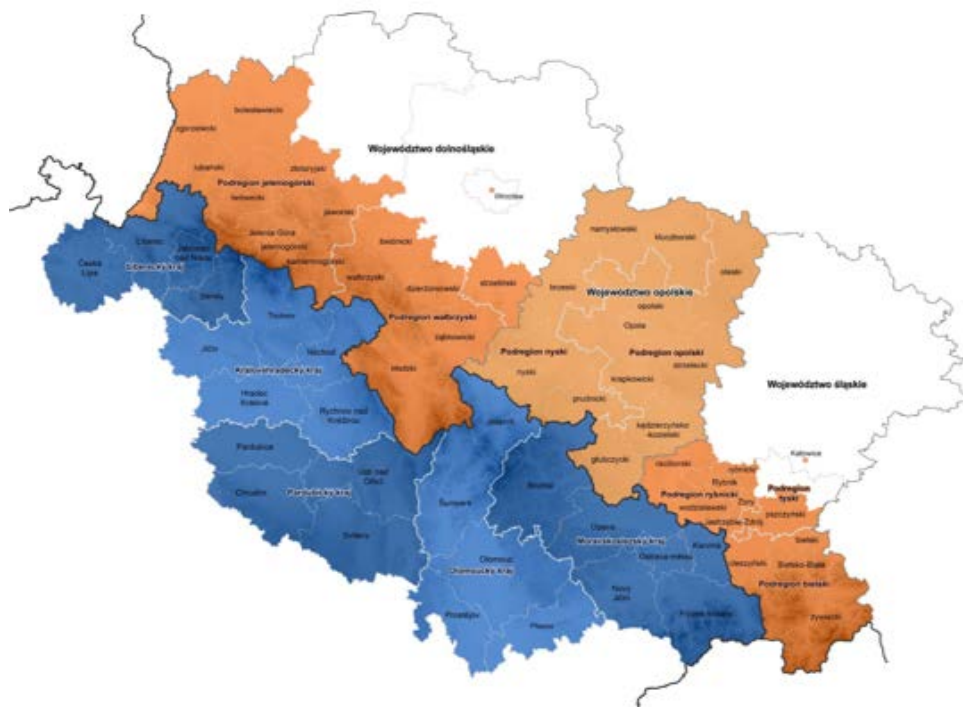 bolesławiecki
zgorzelecki
Województwo dolnośląskie
lubański
złotoryjski
Podregion jeleniogórski
lwówecki
Wrocław
jaworski
Jelenia Góra
jeleniogórski
kamiennogórski
świdnicki
wałbrzyski
dzierżoniowski
strzeliński
Podregion wałbrzyski
ząbkowicki
kłodzki
namysłowski
kluczborski
oleski
brzeski
Województwo opolskie
opolski
Opole
Podregion nyski
Podregion opolski
nyski
strzelecki
krapkowicki
prudnicki
kędzierzyńsko
-kozielski
głubczycki
Województwo śląskie
Katowice
raciborski
rybnicki
Rybnik
Podregion
tyski
Podregion rybnicki
Żory
wodzisławski
pszczyński
Jastrzębie-Zdrój
bielski
cieszyński
Bielsko-Biała
Podregion bielski
żywiecki
Liberec
Jablonec
nad Nisou
Česká
Lípa
Liberecký kraj
Semily
Trutnov
Jičín
Náchod
Královéhradecký kraj
Hradec
Králové
Rychnov nad
Kněžnou
Pardubice
Ústí nad
Orlicí
Chrudim
Pardubický kraj
Svitavy
Jeseník
Šumperk
Olomouc
Olomoucký kraj
Prostějov
Přerov
Bruntál
Opava
Moravskoslezský kraj
Karviná
Ostrava-město
Nový
Jičín
Frýdek-Místek